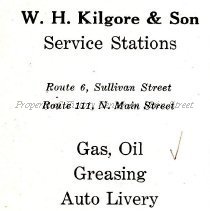 W. H. Kilgore & Son
Service Stations
Route 6, Sullivan Street
Route 111, N. Main Street
Gas, Oil
Greasing
Auto Livery